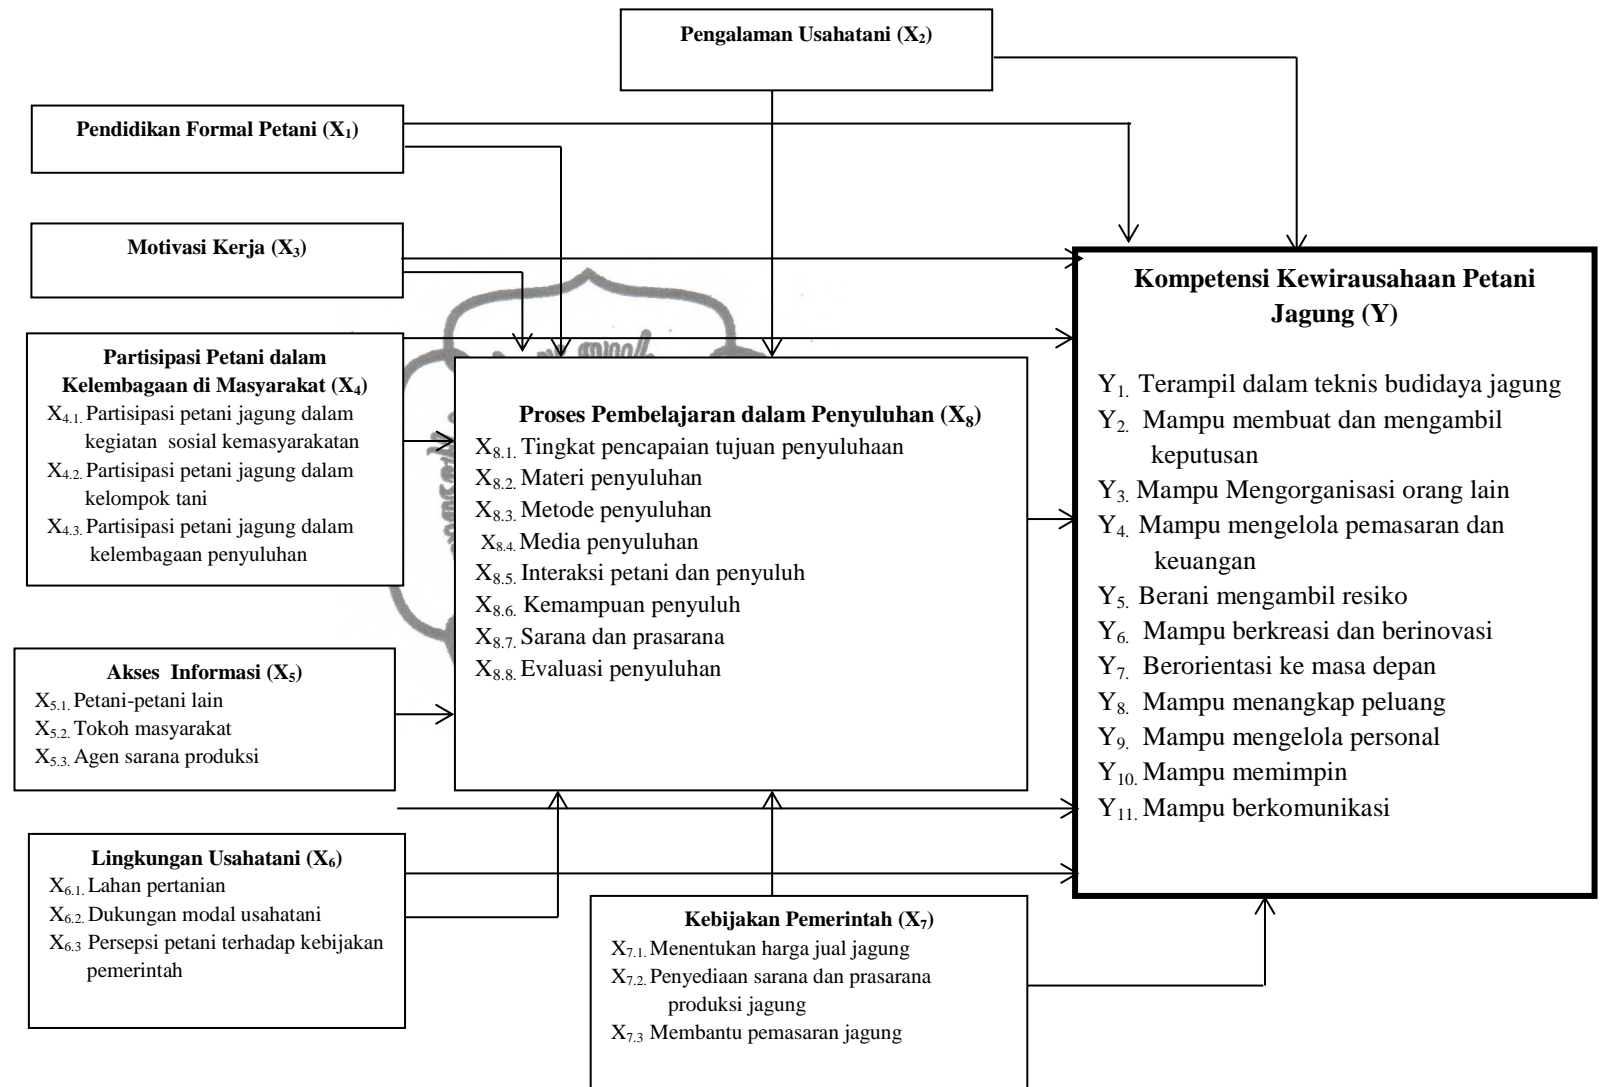 Pengalaman Usahatani (X₂)
Pendidikan Formal Petani (X₁)
Motivasi Kerja (X₃)
Partisipasi Petani dalam
Kelembagaan di Masyarakat (X₄)
X₄.₁. Partisipasi petani jagung dalam
kegiatan sosial kemasyarakatan
X₄.₂. Partisipasi petani jagung dalam
kelompok tani
X₄.₃. Partisipasi petani jagung dalam
kelembagaan penyuluhan
Akses Informasi (X₅)
X₅.₁. Petani-petani lain
X₅.₂. Tokoh masyarakat
X₅.₃. Agen sarana produksi
Lingkungan Usahatani (X₆)
X₆.₁. Lahan pertanian
X₆.₂. Dukungan modal usahatani
X₆.₃ Persepsi petani terhadap kebijakan
pemerintah
Proses Pembelajaran dalam Penyuluhan (X₈)
X₈.₁. Tingkat pencapaian tujuan penyuluhaan
X₈.₂. Materi penyuluhan
X₈.₃. Metode penyuluhan
X₈.₄. Media penyuluhan
X₈.₅. Interaksi petani dan penyuluh
X₈.₆. Kemampuan penyuluh
X₈.₇. Sarana dan prasarana
X₈.₈. Evaluasi penyuluhan
Kebijakan Pemerintah (X₇)
X₇.₁. Menentukan harga jual jagung
X₇.₂. Penyediaan sarana dan prasarana
produksi jagung
X₇.₃ Membantu pemasaran jagung
Kompetensi Kewirausahaan Petani
Jagung (Y)
Y₁. Terampil dalam teknis budidaya jagung
Y₂. Mampu membuat dan mengambil
keputusan
Y₃. Mampu Mengorganisasi orang lain
Y₄. Mampu mengelola pemasaran dan
keuangan
Y₅. Berani mengambil resiko
Y₆. Mampu berkreasi dan berinovasi
Y₇. Berorientasi ke masa depan
Y₈. Mampu menangkap peluang
Y₉. Mampu mengelola personal
Y₁₀. Mampu memimpin
Y₁₁. Mampu berkomunikasi